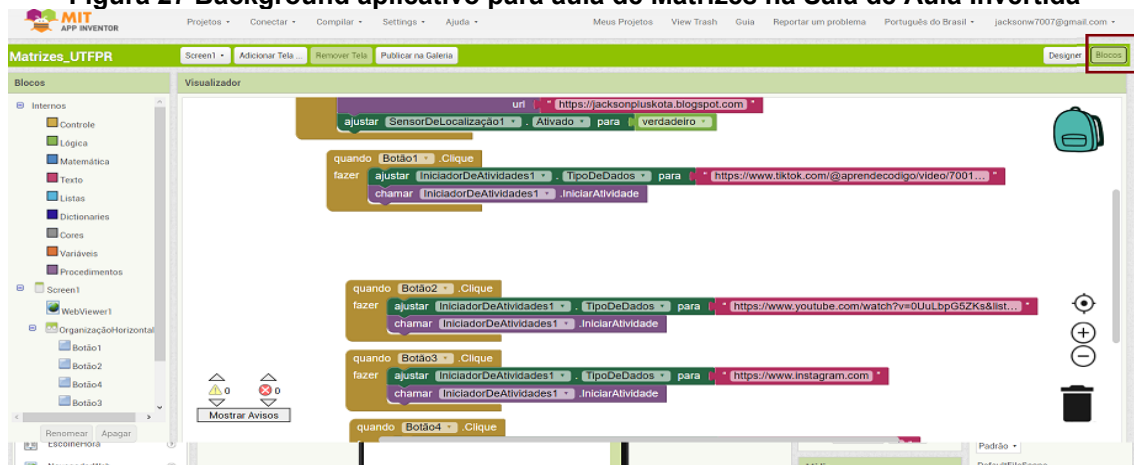 Figura 27-Background aplicativo para aula de Matrizes na Sala de Aula Invertida
MIT
APP INVENTOR
Projetos Conectar Compilar Settings Ajuda Meus Projetos View Trash Guia Reportar um problema Português do Brasil jacksonw7007@gmail.com
Matrizes_UTFPR
Screen1 Adicionar Tela ... Remover Tela Publicar na Galeria Designer Blocos
Blocos Visualizador
Internos
Controle
Lógica
Matemática
Texto
Listas
Dictionaries
Cores
Variáveis
Procedimentos
Screen1
WebViewer1
OrganizaçãoHorizontal
Botão1
Botão2
Botão4
Botão3
Renomear Apagar
url " https://jacksonpluskota.blogspot.com "
ajustar SensorDeLocalização1 . Ativado para verdadeiro
quando Botão1 .Clique
fazer ajustar IniciadorDeAtividades1 . TipoDeDados para " https://www.tiktok.com/@aprendecodigo/video/7001... "
chamar IniciadorDeAtividades1 .IniciarAtividade
quando Botão2 .Clique
fazer ajustar IniciadorDeAtividades1 . TipoDeDados para " https://www.youtube.com/watch?v=0UuLbpG5ZKs&list... "
chamar IniciadorDeAtividades1 .IniciarAtividade
quando Botão3 .Clique
fazer ajustar IniciadorDeAtividades1 . TipoDeDados para " https://www.instagram.com "
chamar IniciadorDeAtividades1 .IniciarAtividade
quando Botão4 .Clique
0 0
Mostrar Avisos
EscolheHora
Padrão